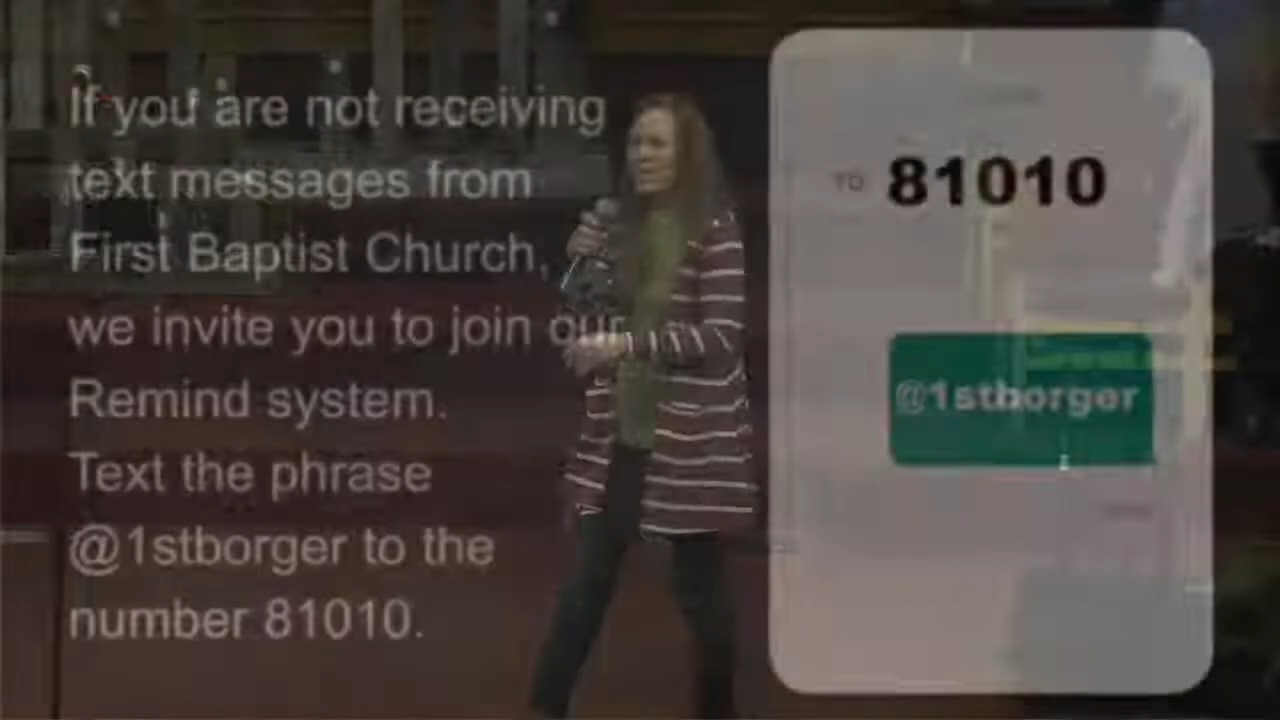 If you are not receiving
text messages from
First Baptist Church,
we invite you to join our
Remind system.
Text the phrase
@1stborger to the
number 81010.
TO 81010
@1stborger